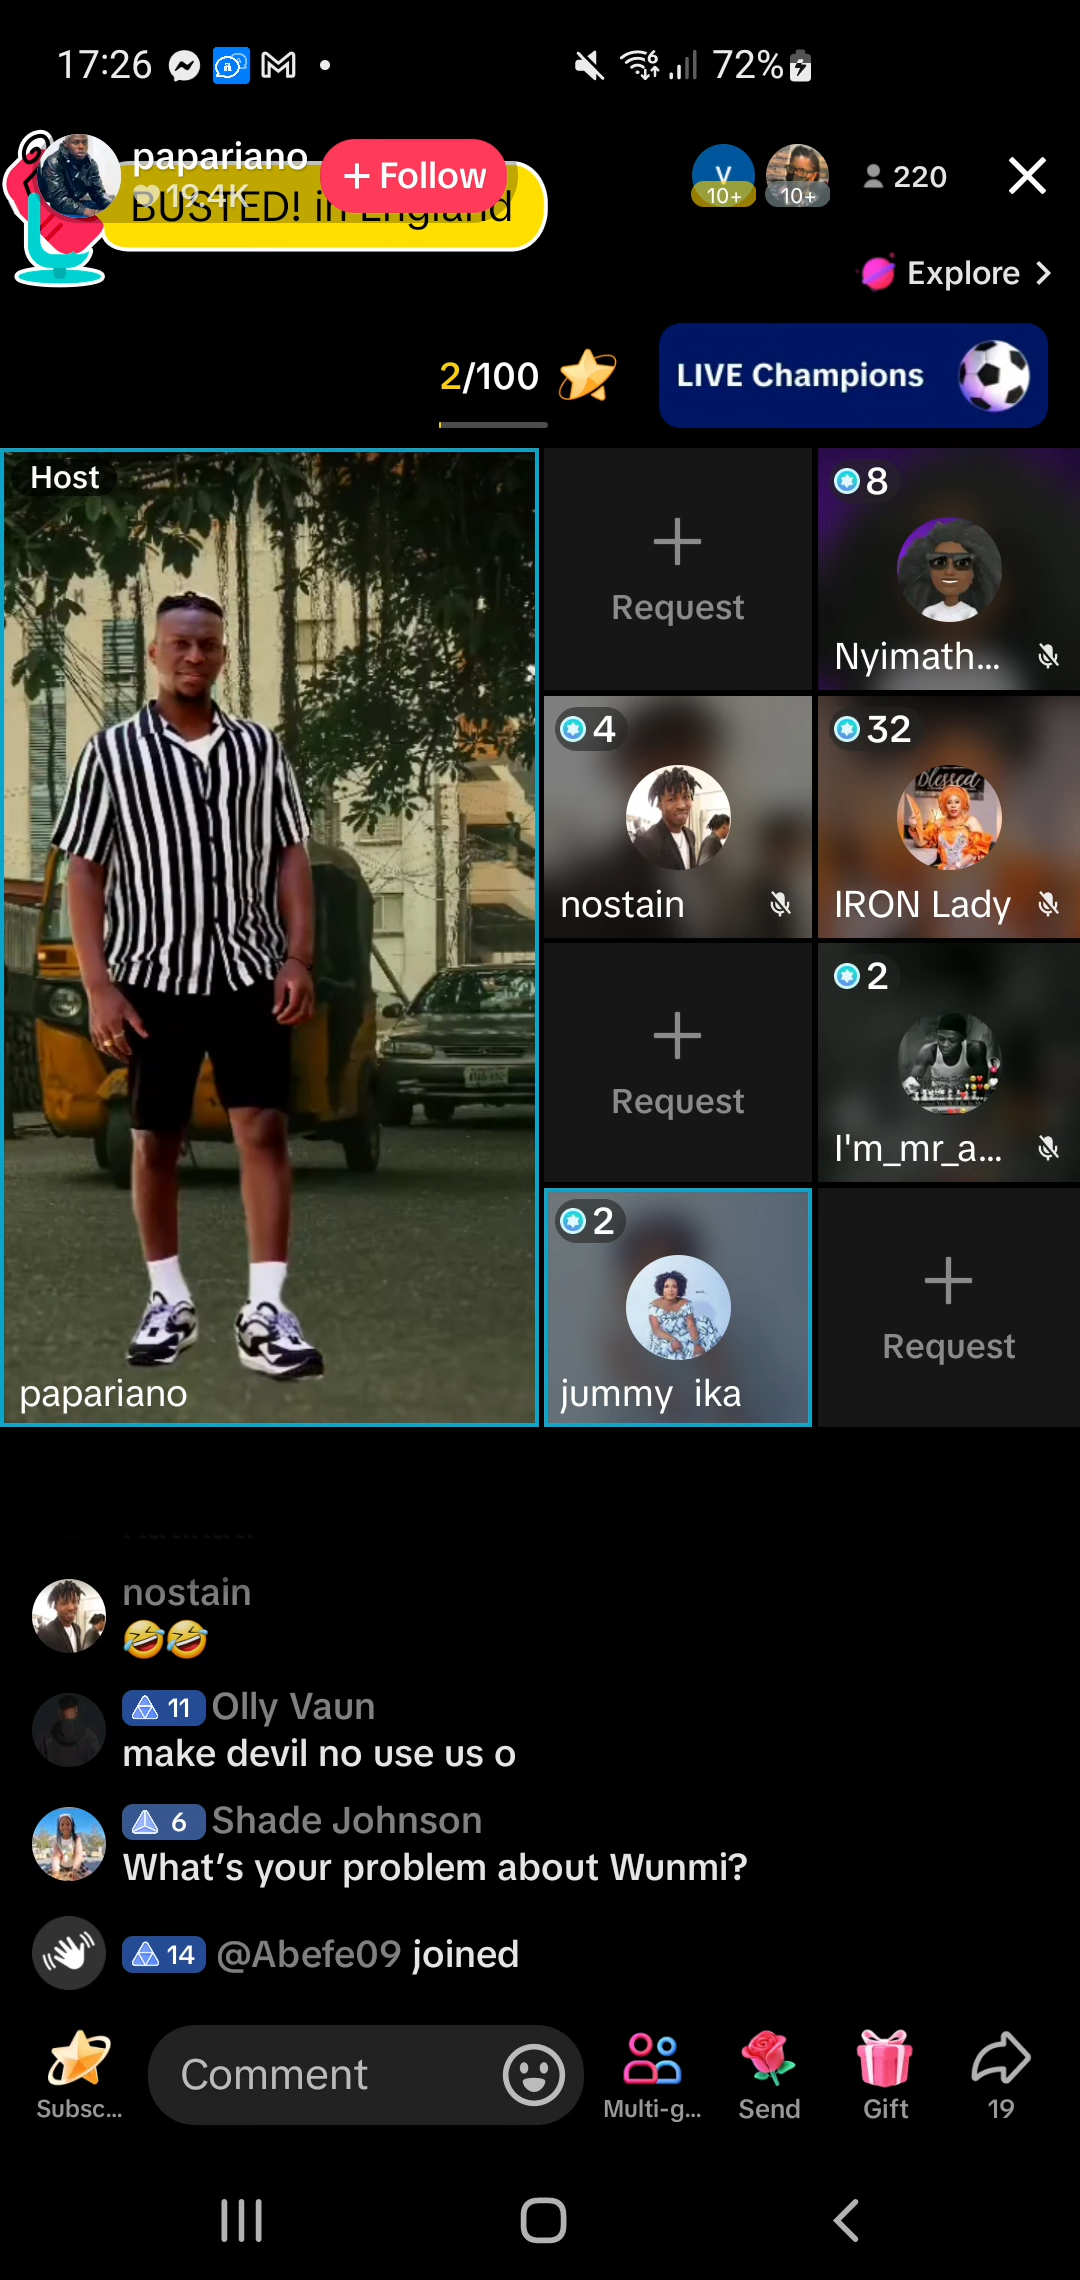 17:26
72%
papariano
19.4K
+ Follow
BUSTED! in England
V
10+
10+
220
Explore
2/100
LIVE Champions
Host
papariano
Request
8
Nyimath...
4
nostain
Blessed
32
IRON Lady
Request
2
I'm_mr_a...
2
jummy ika
Request
nostain
🤣🤣
11 Olly Vaun
make devil no use us o
6 Shade Johnson
What's your problem about Wunmi?
14 @Abefe09 joined
Subsc...
Comment
Multi-g...
Send
Gift
19